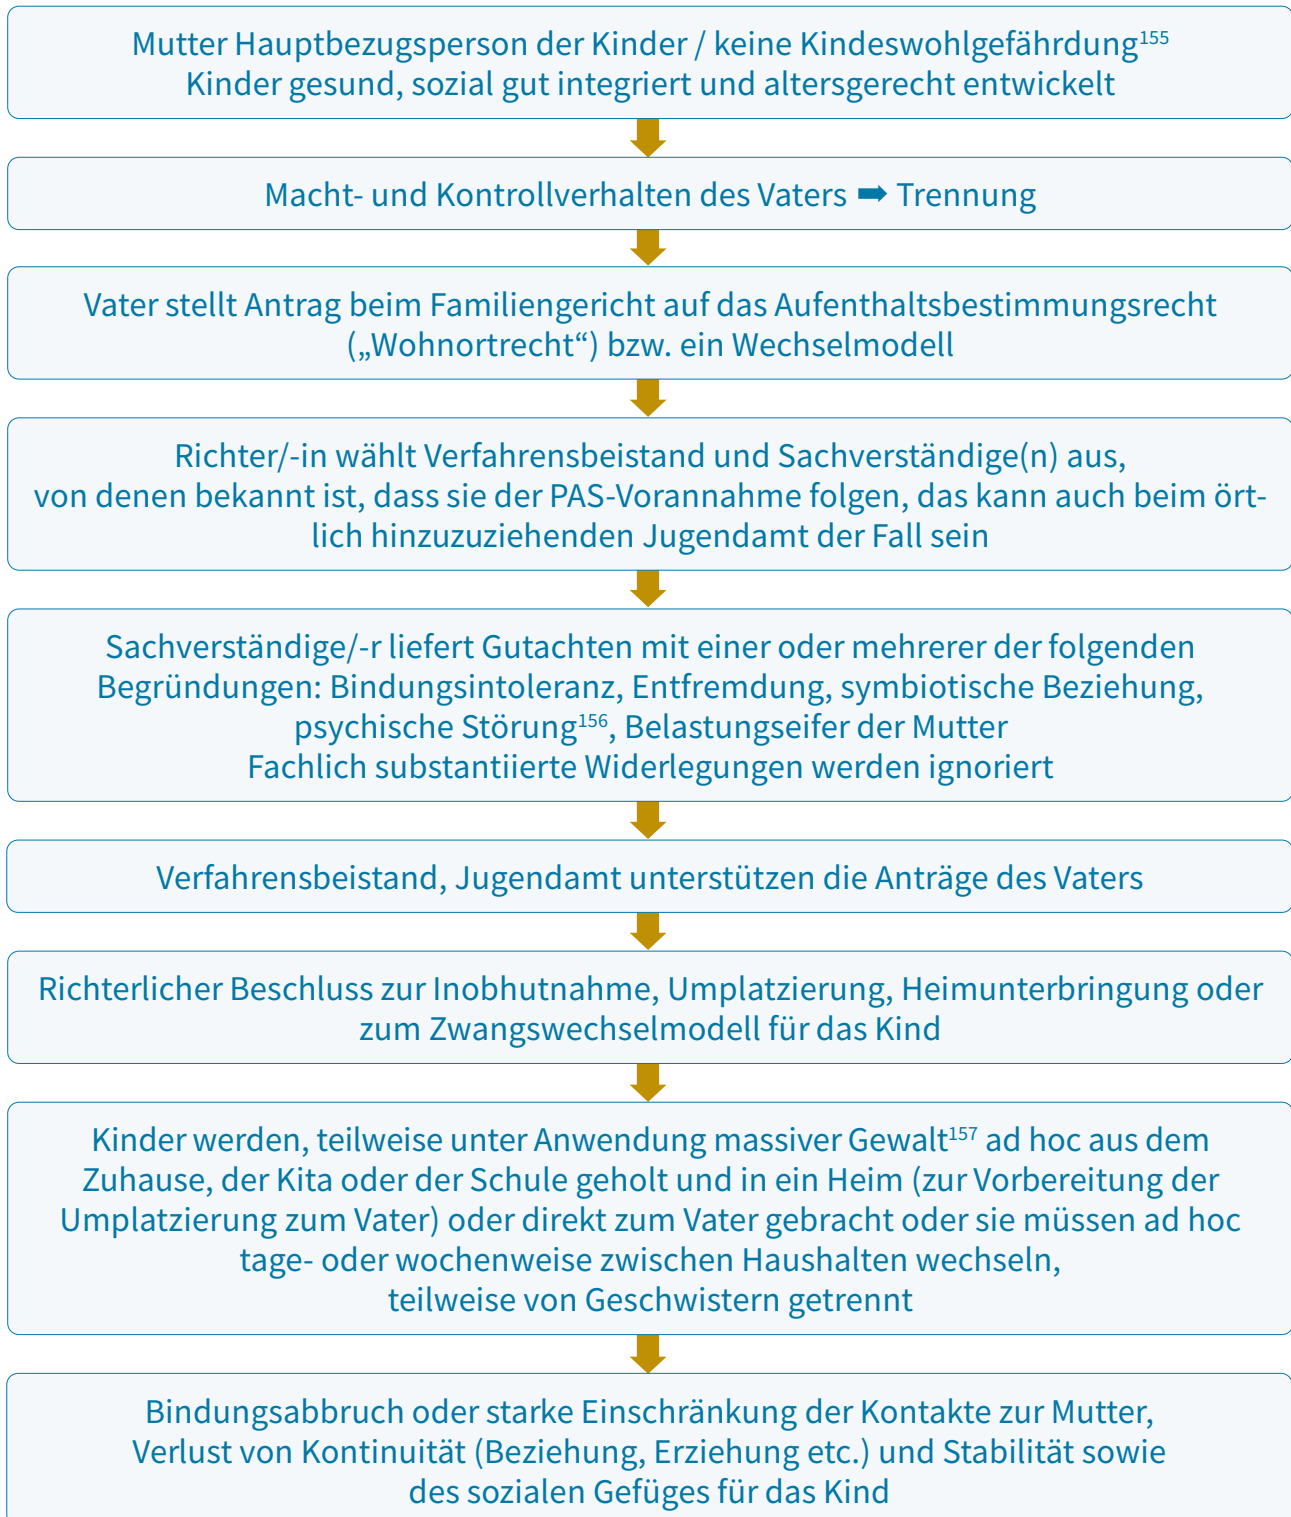 Mutter Hauptbezugsperson der Kinder / keine Kindeswohlgefährdung¹⁵⁵
Kinder gesund, sozial gut integriert und altersgerecht entwickelt
Macht- und Kontrollverhalten des Vaters ➡ Trennung
Vater stellt Antrag beim Familiengericht auf das Aufenthaltsbestimmungsrecht
(„Wohnortrecht“) bzw. ein Wechselmodell
Richter/-in wählt Verfahrensbeistand und Sachverständige(n) aus,
von denen bekannt ist, dass sie der PAS-Vorannahme folgen, das kann auch beim ört-
lich hinzuzuziehenden Jugendamt der Fall sein
Sachverständige/-r liefert Gutachten mit einer oder mehrerer der folgenden
Begründungen: Bindungsintoleranz, Entfremdung, symbiotische Beziehung,
psychische Störung¹⁵⁶, Belastungseifer der Mutter
Fachlich substantiierte Widerlegungen werden ignoriert
Verfahrensbeistand, Jugendamt unterstützen die Anträge des Vaters
Richterlicher Beschluss zur Inobhutnahme, Umplatzierung, Heimunterbringung oder
zum Zwangswechselmodell für das Kind
Kinder werden, teilweise unter Anwendung massiver Gewalt¹⁵⁷ ad hoc aus dem
Zuhause, der Kita oder der Schule geholt und in ein Heim (zur Vorbereitung der
Umplatzierung zum Vater) oder direkt zum Vater gebracht oder sie müssen ad hoc
tage- oder wochenweise zwischen Haushalten wechseln,
teilweise von Geschwistern getrennt
Bindungsabbruch oder starke Einschränkung der Kontakte zur Mutter,
Verlust von Kontinuität (Beziehung, Erziehung etc.) und Stabilität sowie
des sozialen Gefüges für das Kind